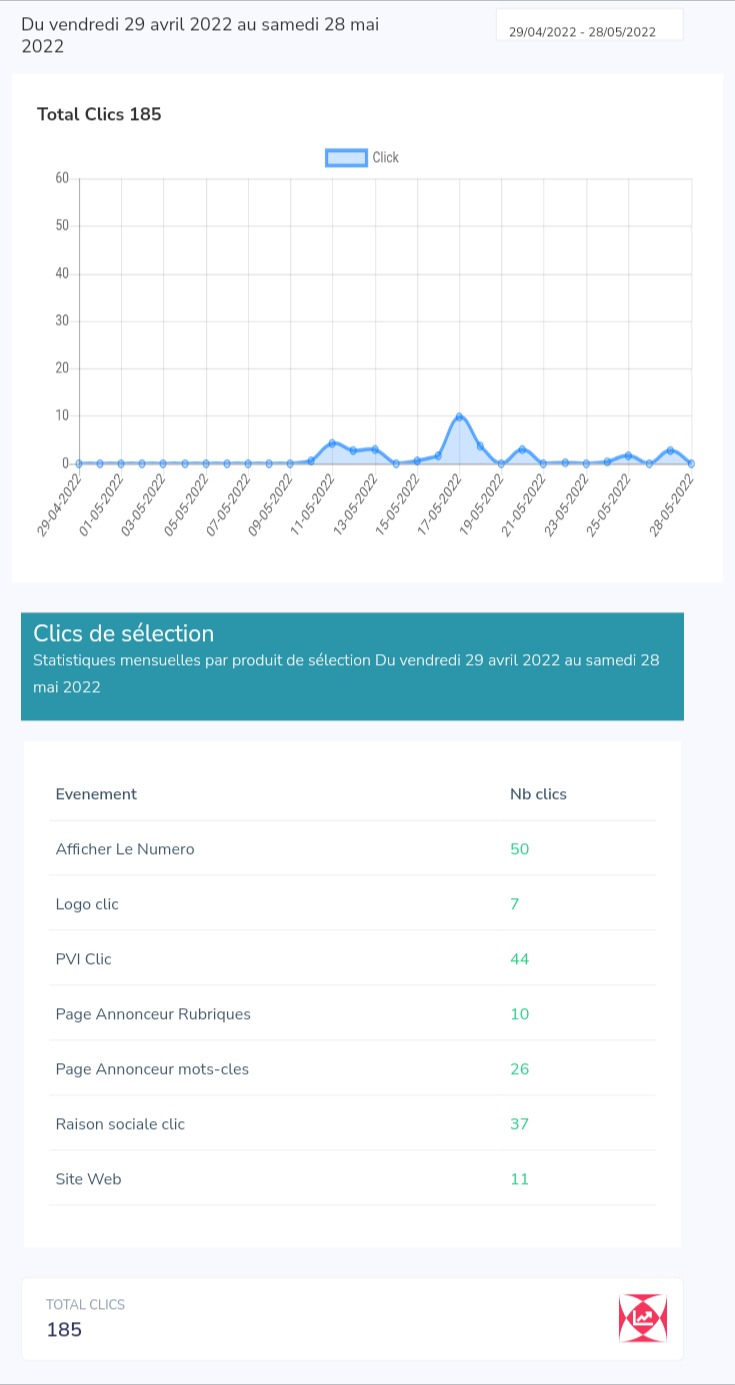 Du vendredi 29 avril 2022 au samedi 28 mai
2022
29/04/2022 - 28/05/2022
Total Clics 185
Click
60
50
40
30
20
10
0
29-04-2022
01-05-2022
03-05-2022
05-05-2022
07-05-2022
09-05-2022
11-05-2022
13-05-2022
15-05-2022
17-05-2022
19-05-2022
21-05-2022
23-05-2022
25-05-2022
28-05-2022
Clics de sélection
Statistiques mensuelles par produit de sélection Du vendredi 29 avril 2022 au samedi 28
mai 2022
Evenement Nb clics
Afficher Le Numero 50
Logo clic 7
PVI Clic 44
Page Annonceur Rubriques 10
Page Annonceur mots-cles 26
Raison sociale clic 37
Site Web 11
TOTAL CLICS
185